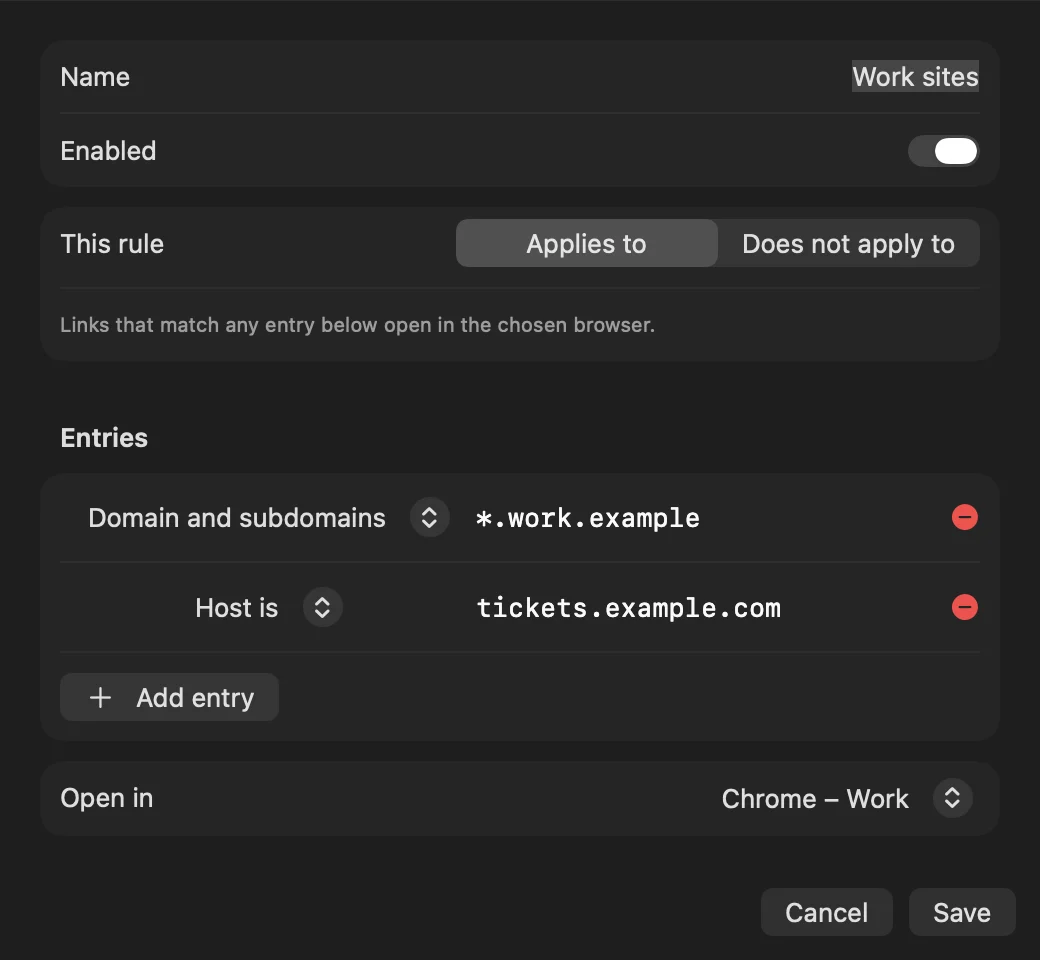 Name Work sites
Enabled
This rule Applies to Does not apply to
Links that match any entry below open in the chosen browser.
Entries
Domain and subdomains *.work.example
Host is tickets.example.com
Add entry
Open in Chrome – Work
Cancel Save